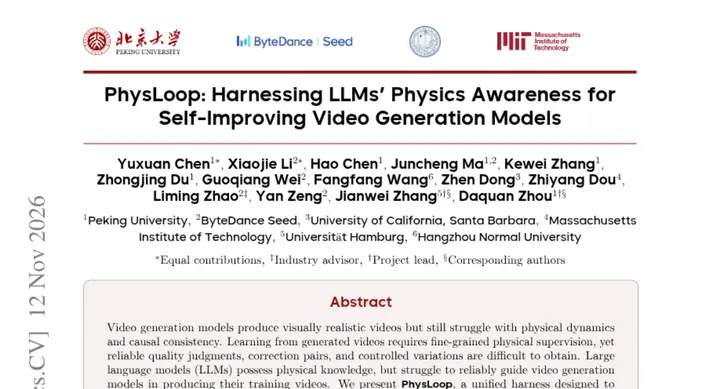 北京大学
PEKING UNIVERSITY
ByteDance | Seed
MIT Massachusetts
Institute of
Technology
PhysLoop: Harnessing LLMs’ Physics Awareness for
Self-Improving Video Generation Models
Yuxuan Chen1*, Xiaojie Li2*, Hao Chen1, Juncheng Ma1,2, Kewei Zhang1,
Zhongjing Du1, Guoqiang Wei2, Fangfang Wang6, Zhen Dong3, Zhiyang Dou4,
Liming Zhao2‡, Yan Zeng2, Jianwei Zhang5†§, Daquan Zhou1†§
1Peking University, 2ByteDance Seed, 3University of California, Santa Barbara, 4Massachusetts
Institute of Technology, 5Universität Hamburg, 6Hangzhou Normal University
*Equal contributions, ‡Industry advisor, †Project lead, §Corresponding authors
Abstract
Video generation models produce visually realistic videos but still struggle with physical dynamics
and causal consistency. Learning from generated videos requires fine-grained physical supervision, yet
reliable quality judgments, correction pairs, and controlled variations are difficult to obtain. Large
language models (LLMs) possess physical knowledge, but struggle to reliably guide video generation
models in producing their training videos. We present PhysLoop, a unified harness designed to
s.CV] 12 Nov 2026